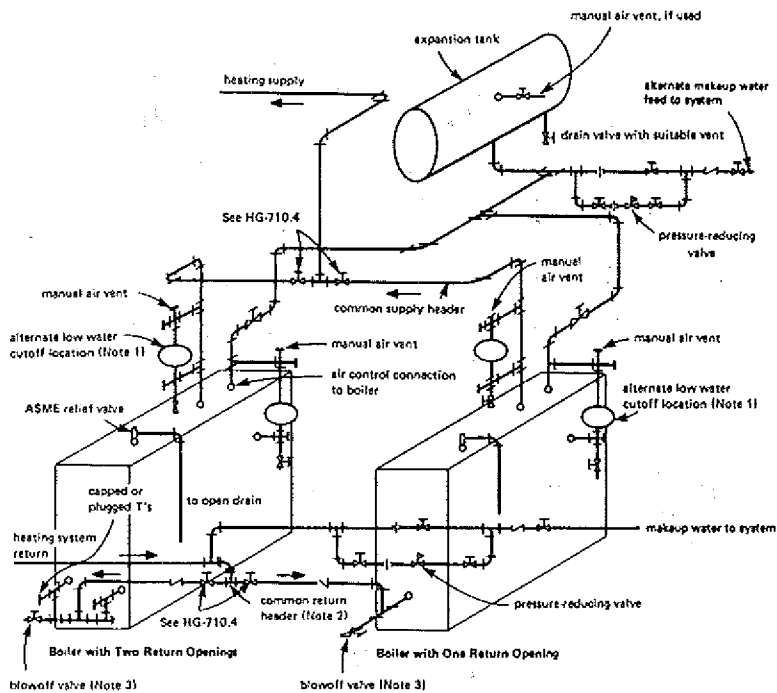 manual air vent, if used
expansion tank
heating supply
alternate makeup water
feed to system
drain valve with suitable vent
See HG-710.4
pressure-reducing
valve
manual
air vent
manual air vent
common supply
header
manual air vent
alternate low water
cutoff location (Note 1)
manual air vent
air control connection
to boiler
alternate low water
cutoff location (Note 1)
ASME relief valve
capped or
plugged T's
to open drain
heating system
return
makeup water to system
common return
header (Note 2)
pressure-reducing valve
See HG-710.4
Boiler with Two Return Openings
Boiler with One Return Opening
blowoff valve (Note 3)
blowoff valve (Note 3)